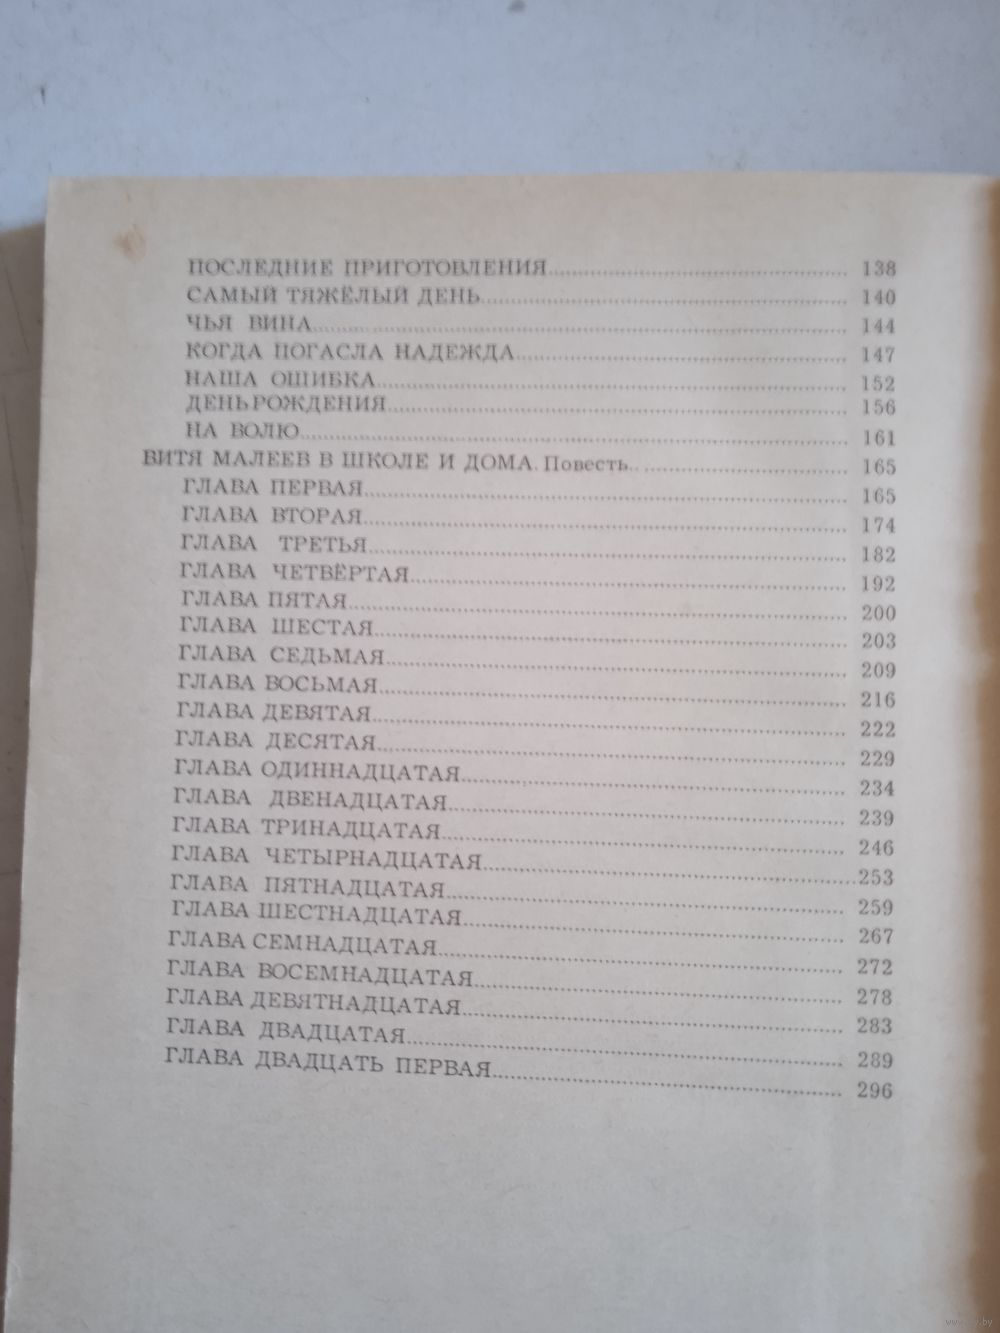 ПОСЛЕДНИЕ ПРИГОТОВЛЕНИЯ........ 138
САМЫЙ ТЯЖЁЛЫЙ ДЕНЬ........ 140
ЧЬЯ ВИНА........ 144
КОГДА ПОГАСЛА НАДЕЖДА........ 147
НАША ОШИБКА........ 152
ДЕНЬ РОЖДЕНИЯ........ 156
НА ВОЛЮ........ 161
ВИТЯ МАЛЕЕВ В ШКОЛЕ И ДОМА. Повесть........ 165
ГЛАВА ПЕРВАЯ........ 165
ГЛАВА ВТОРАЯ........ 174
ГЛАВА ТРЕТЬЯ........ 182
ГЛАВА ЧЕТВЁРТАЯ........ 192
ГЛАВА ПЯТАЯ........ 200
ГЛАВА ШЕСТАЯ........ 203
ГЛАВА СЕДЬМАЯ........ 209
ГЛАВА ВОСЬМАЯ........ 216
ГЛАВА ДЕВЯТАЯ........ 222
ГЛАВА ДЕСЯТАЯ........ 229
ГЛАВА ОДИННАДЦАТАЯ........ 234
ГЛАВА ДВЕНАДЦАТАЯ........ 239
ГЛАВА ТРИНАДЦАТАЯ........ 246
ГЛАВА ЧЕТЫРНАДЦАТАЯ........ 253
ГЛАВА ПЯТНАДЦАТАЯ........ 259
ГЛАВА ШЕСТНАДЦАТАЯ........ 267
ГЛАВА СЕМНАДЦАТАЯ........ 272
ГЛАВА ВОСЕМНАДЦАТАЯ........ 278
ГЛАВА ДЕВЯТНАДЦАТАЯ........ 283
ГЛАВА ДВАДЦАТАЯ........ 289
ГЛАВА ДВАДЦАТЬ ПЕРВАЯ........ 296